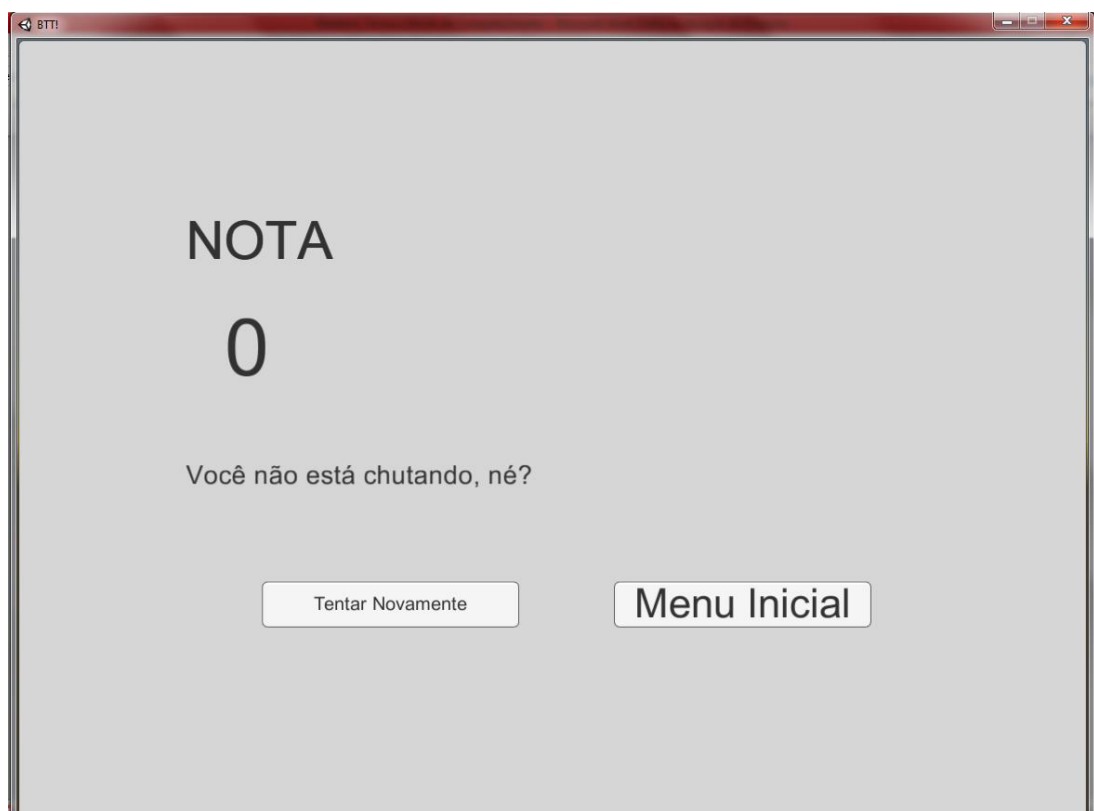 BTT!
NOTA
0
Você não está chutando, né?
Tentar Novamente
Menu Inicial